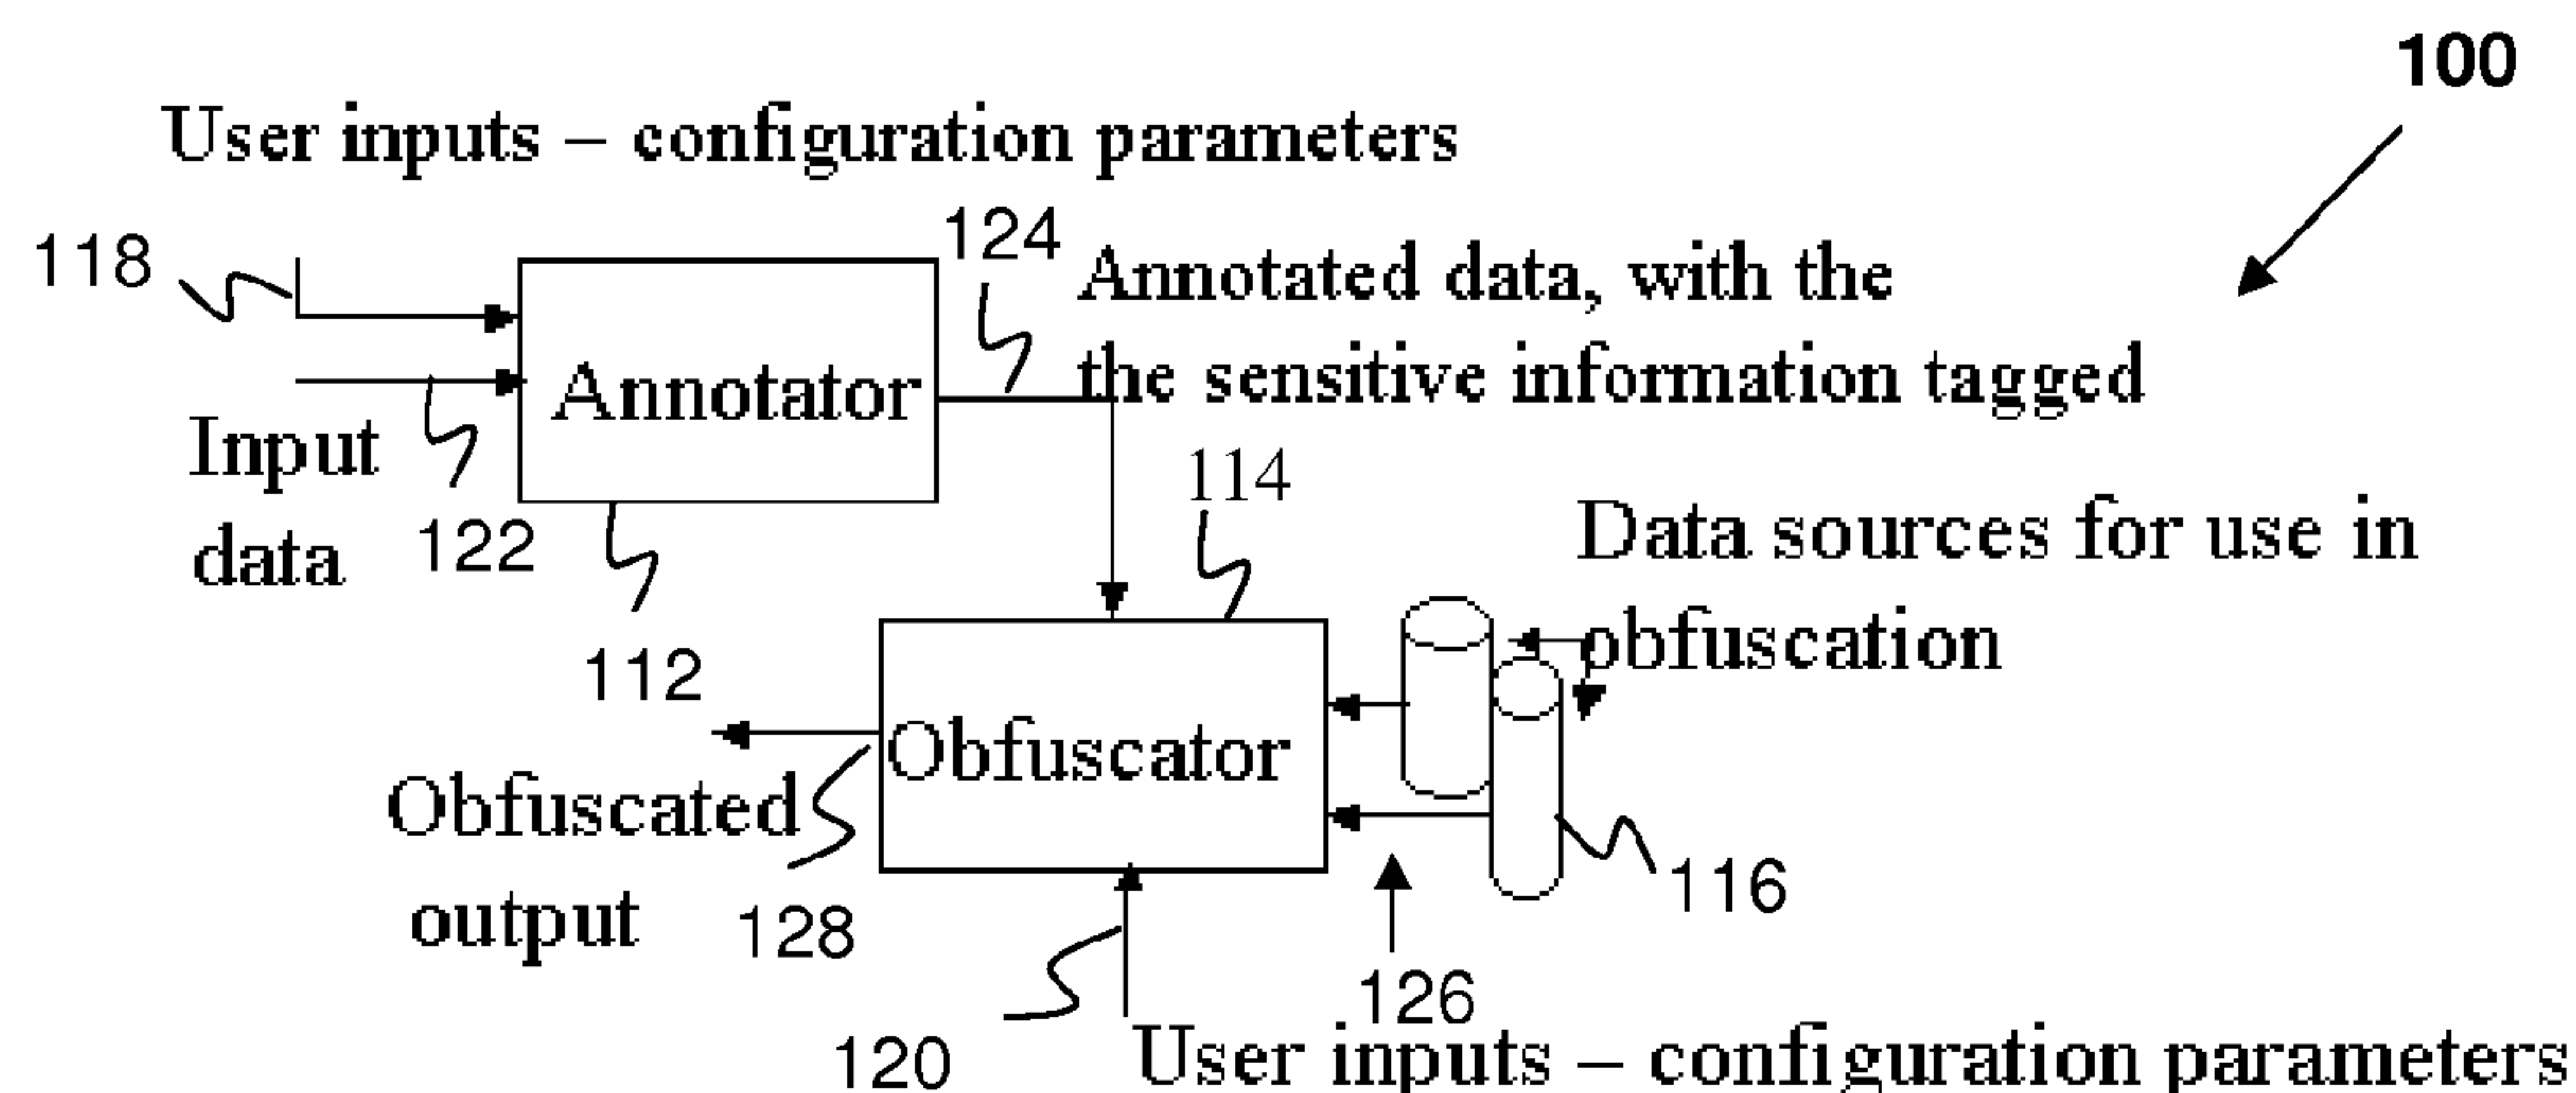 100
User inputs – configuration parameters
124
118
Annotated data, with the
the sensitive information tagged
Annotator
Input
data
122
114
Data sources for use in
obfuscation
112
Obfuscator
Obfuscated
output
128
116
126
120
User inputs – configuration parameters